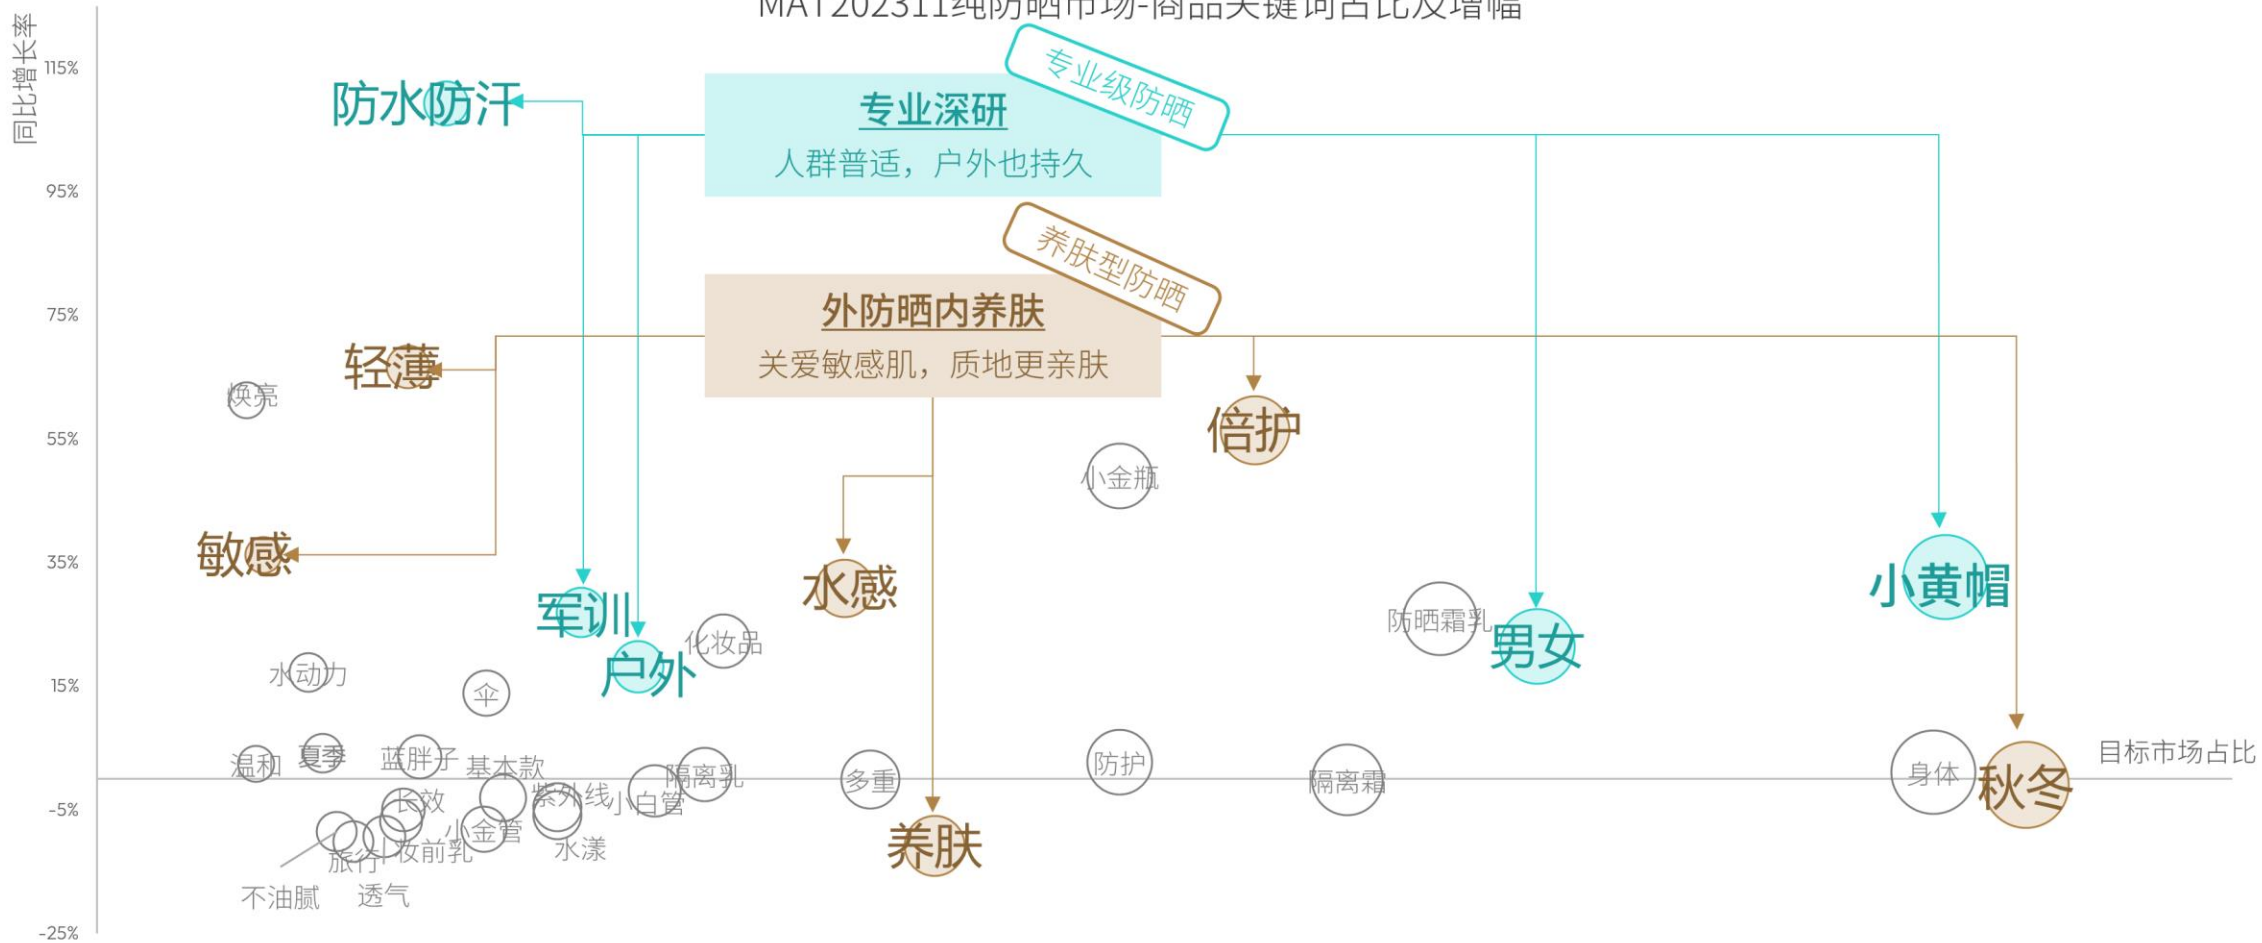 MAT202311纯防晒市场-商品关键词占比及增幅
同比增长率
115%
95%
75%
55%
35%
15%
-5%
-25%
目标市场占比
专业级防晒
专业深研
人群普适，户外也持久
养肤型防晒
外防晒内养肤
关爱敏感肌，质地更亲肤
防水防汗
轻薄
焕亮
倍护
小金瓶
敏感
水感
小黄帽
军训
防晒霜乳
男女
化妆品
户外
水动力
伞
温和
夏季
蓝胖子
基本款
隔离乳
防护
身体
多重
隔离霜
秋冬
长效
紫外线
小白管
小金管
水漾
妆前乳
旅行
养肤
不油腻
透气